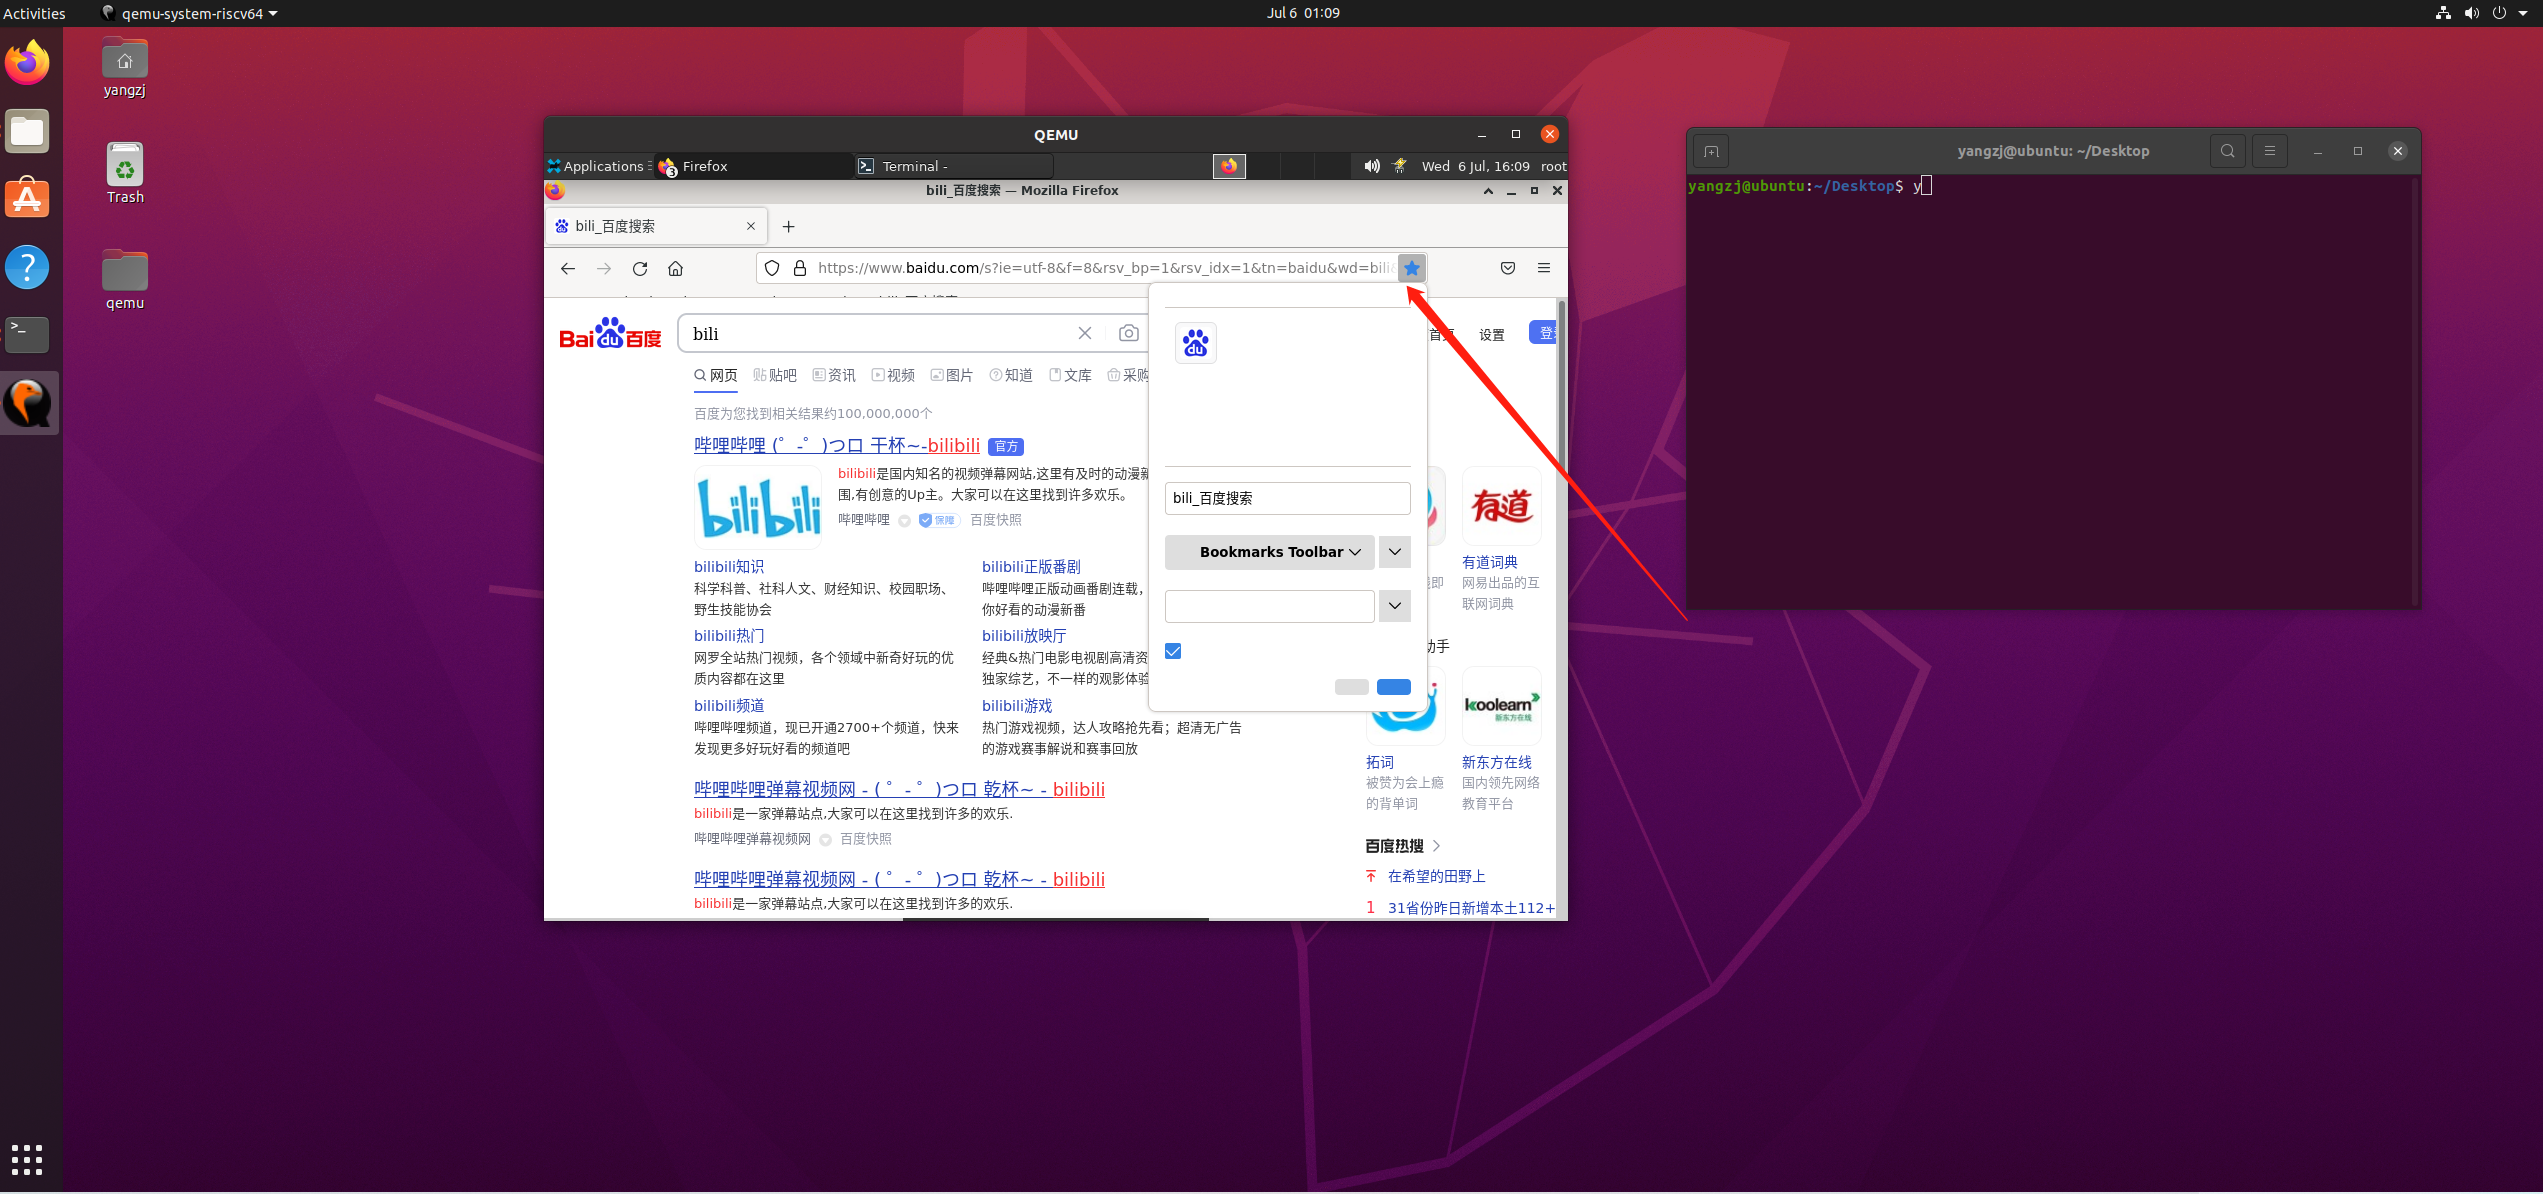 Activities
qemu-system-riscv64
Jul 6 01:09
yangzj
Trash
qemu
QEMU
Applications
3
Firefox
Terminal -
Wed 6 Jul, 16:09
root
bili_百度搜索 — Mozilla Firefox
bili_百度搜索
https://www.baidu.com/s?ie=utf-8&f=8&rsv_bp=1&rsv_idx=1&tn=baidu&wd=bili
Bai du 百度
bili
设置
网页
贴吧
资讯
视频
图片
知道
文库
采购
百度为您找到相关结果约100,000,000个
哔哩哔哩 (゜-゜)つロ 干杯~-bilibili
官方
bilibili
bilibili是国内知名的视频弹幕网站,这里有及时的动漫新
围,有创意的Up主。大家可以在这里找到许多欢乐。
哔哩哔哩
保障
百度快照
bilibili知识
科学科普、社科人文、财经知识、校园职场、
野生技能协会
bilibili正版番剧
哔哩哔哩正版动画番剧连载，
你好看的动漫新番
bilibili热门
网罗全站热门视频，各个领域中新奇好玩的优
质内容都在这里
bilibili放映厅
经典&热门电影电视剧高清资
独家综艺，不一样的观影体验
bilibili频道
哔哩哔哩频道，现已开通2700+个频道，快来
发现更多好玩好看的频道吧
bilibili游戏
热门游戏视频，达人攻略抢先看；超清无广告
的游戏赛事解说和赛事回放
哔哩哔哩弹幕视频网 - ( ゜- ゜)つロ 乾杯~ - bilibili
bilibili是一家弹幕站点,大家可以在这里找到许多的欢乐.
哔哩哔哩弹幕视频网
百度快照
哔哩哔哩弹幕视频网 - ( ゜- ゜)つロ 乾杯~ - bilibili
bilibili是一家弹幕站点,大家可以在这里找到许多的欢乐.
du
bili_百度搜索
Bookmarks Toolbar
有道
有道词典
网易出品的互
联网词典
即
助手
koolearn
新东方在线
拓词
被赞为会上瘾
的背单词
新东方在线
国内领先网络
教育平台
百度热搜
在希望的田野上
1 31省份昨日新增本土112+
yangzj@ubuntu: ~/Desktop
yangzj@ubuntu:~/Desktop$ y